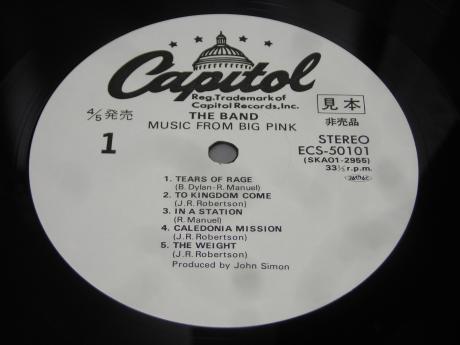 Capitol
Reg. Trademark of
Capitol Records, Inc.
4/5 発売
THE BAND
MUSIC FROM BIG PINK
見本
非売品
1
STEREO
ECS-50101
(SKAO1-2955)
33⅓ r.p.m.
1. TEARS OF RAGE
(B. Dylan-R. Manuel)
2. TO KINGDOM COME
(J.R. Robertson)
3. IN A STATION
(R. Manuel)
4. CALEDONIA MISSION
(J.R. Robertson)
5. THE WEIGHT
(J.R. Robertson)
Produced by John Simon